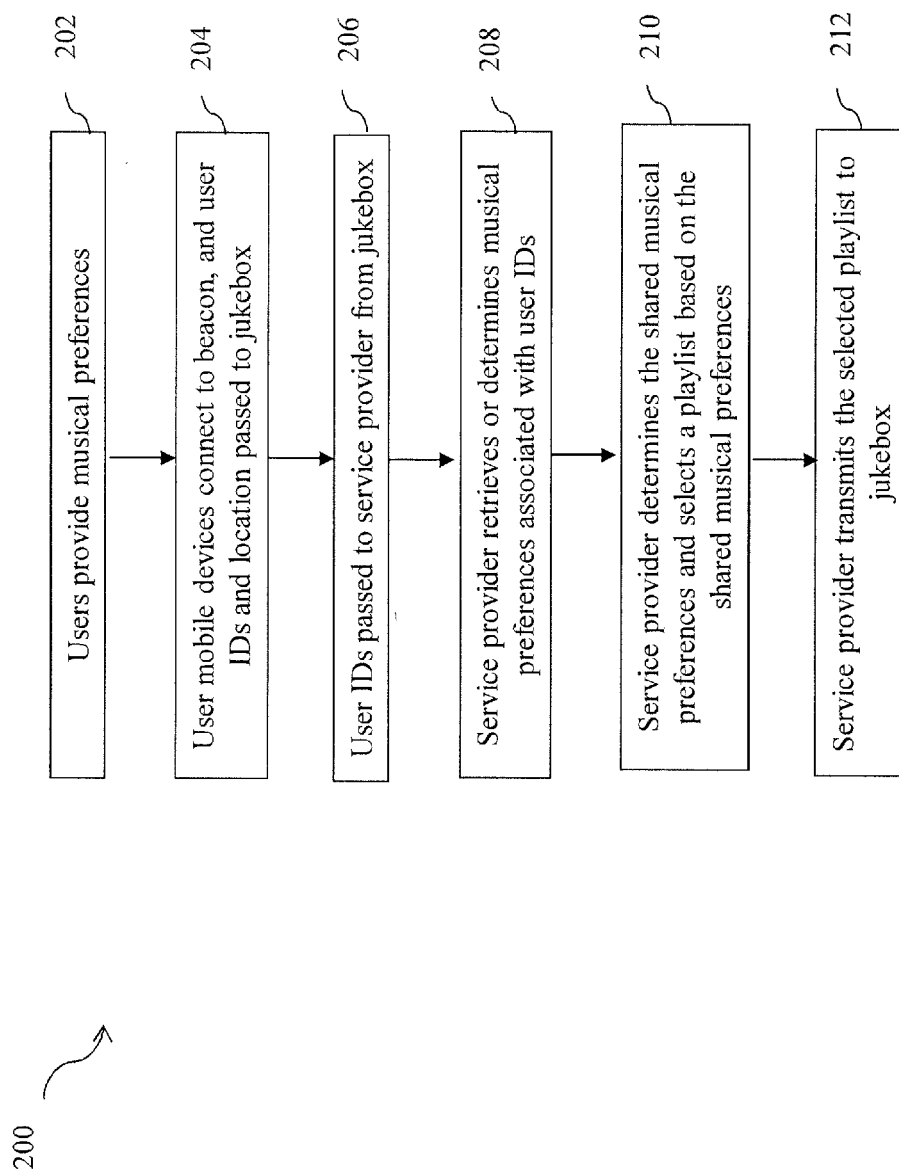 200
Users provide musical preferences
202
User mobile devices connect to beacon, and user
IDs and location passed to jukebox
204
User IDs passed to service provider from jukebox
206
Service provider retrieves or determines musical
preferences associated with user IDs
208
Service provider determines the shared musical
preferences and selects a playlist based on the
shared musical preferences
210
Service provider transmits the selected playlist to
jukebox
212